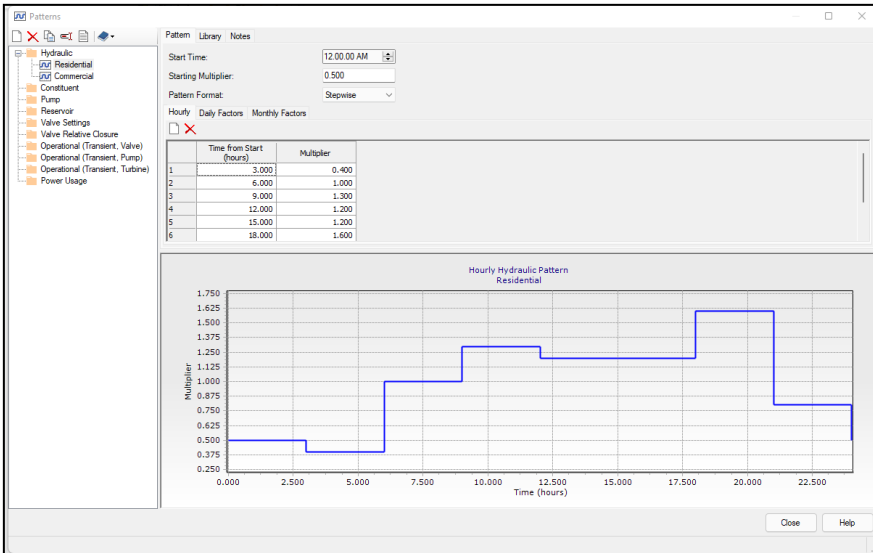 Patterns
Pattern Library Notes
Hydraulic
Residential
Commercial
Constituent
Pump
Reservoir
Valve Settings
Valve Relative Closure
Operational (Transient, Valve)
Operational (Transient, Pump)
Operational (Transient, Turbine)
Power Usage
Start Time: 12.00.00 AM
Starting Multiplier: 0.500
Pattern Format: Stepwise
Hourly Daily Factors Monthly Factors
Time from Start
(hours) Multiplier
1 3.000 0.400
2 6.000 1.000
3 9.000 1.300
4 12.000 1.200
5 15.000 1.200
6 18.000 1.600
Hourly Hydraulic Pattern
Residential
1.750
1.625
1.500
1.375
1.250
1.125
1.000
0.875
0.750
0.625
0.500
0.375
0.250
Multiplier
0.000 2.500 5.000 7.500 10.000 12.500 15.000 17.500 20.000 22.500
Time (hours)
Close Help